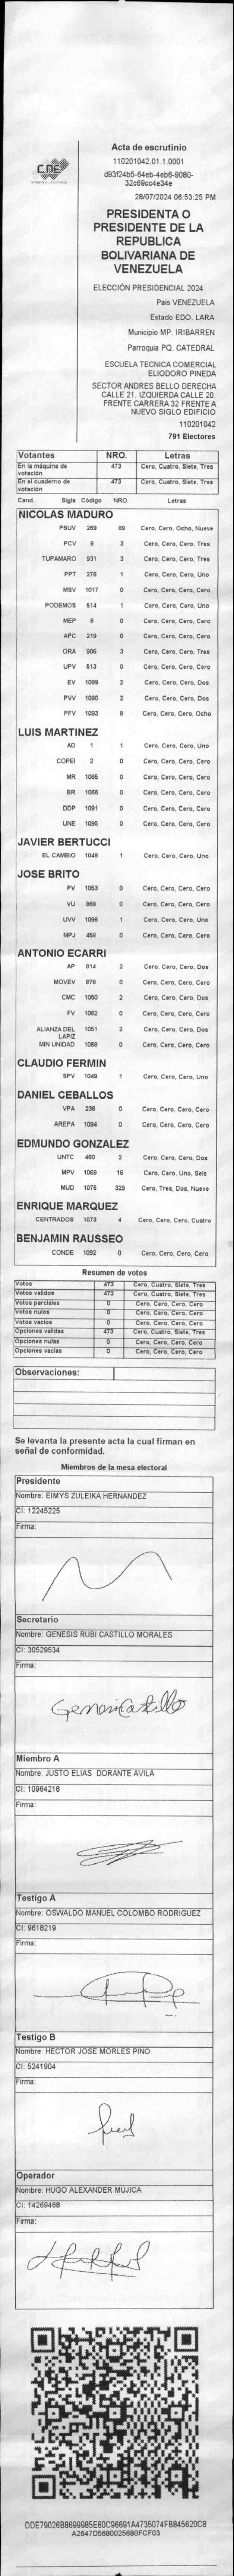 CNE
Acta de escrutinio
110201042.01.1.0001
d93f24b5-64eb-4eb6-9080-
32c69cc4e34e
28/07/2024 06:53:25 PM
PRESIDENTA O
PRESIDENTE DE LA
REPUBLICA
BOLIVARIANA DE
VENEZUELA
ELECCIÓN PRESIDENCIAL 2024
Pais VENEZUELA
Estado EDO. LARA
Municipio MP. IRIBARREN
Parroquia PQ. CATEDRAL
ESCUELA TECNICA COMERCIAL
ELIODORO PINEDA
SECTOR ANDRES BELLO DERECHA
CALLE 21. IZQUIERDA CALLE 20.
FRENTE CARRERA 32 FRENTE A
NUEVO SIGLO EDIFICIO
110201042
791 Electores
Votantes NRO. Letras
En la máquina de votación 473 Cero, Cuatro, Siete, Tres
En el cuaderno de votación 473 Cero, Cuatro, Siete, Tres
Cand. Sigla Código NRO. Letras
NICOLAS MADURO
PSUV 269 89 Cero, Cero, Ocho, Nueve
PCV 9 3 Cero, Cero, Cero, Tres
TUPAMARO 931 3 Cero, Cero, Cero, Tres
PPT 276 1 Cero, Cero, Cero, Uno
MSV 1017 0 Cero, Cero, Cero, Cero
PODEMOS 514 1 Cero, Cero, Cero, Uno
MEP 6 0 Cero, Cero, Cero, Cero
APC 219 0 Cero, Cero, Cero, Cero
ORA 906 3 Cero, Cero, Cero, Tres
UPV 513 0 Cero, Cero, Cero, Cero
EV 1089 2 Cero, Cero, Cero, Dos
PVV 1090 2 Cero, Cero, Cero, Dos
PFV 1093 8 Cero, Cero, Cero, Ocho
LUIS MARTINEZ
AD 1 1 Cero, Cero, Cero, Uno
COPEI 2 0 Cero, Cero, Cero, Cero
MR 1065 0 Cero, Cero, Cero, Cero
BR 1086 0 Cero, Cero, Cero, Cero
DDP 1091 0 Cero, Cero, Cero, Cero
UNE 1095 0 Cero, Cero, Cero, Cero
JAVIER BERTUCCI
EL CAMBIO 1048 1 Cero, Cero, Cero, Uno
JOSE BRITO
PV 1053 0 Cero, Cero, Cero, Cero
VU 868 0 Cero, Cero, Cero, Cero
UVV 1096 1 Cero, Cero, Cero, Uno
MPJ 458 0 Cero, Cero, Cero, Cero
ANTONIO ECARRI
AP 814 2 Cero, Cero, Cero, Dos
MOVEV 878 0 Cero, Cero, Cero, Cero
CMC 1050 2 Cero, Cero, Cero, Dos
FV 1062 0 Cero, Cero, Cero, Cero
ALIANZA DEL LAPIZ 1051 2 Cero, Cero, Cero, Dos
MIN UNIDAD 1068 0 Cero, Cero, Cero, Cero
CLAUDIO FERMIN
SPV 1049 1 Cero, Cero, Cero, Uno
DANIEL CEBALLOS
VPA 236 0 Cero, Cero, Cero, Cero
AREPA 1094 0 Cero, Cero, Cero, Cero
EDMUNDO GONZALEZ
UNTC 460 2 Cero, Cero, Cero, Dos
MPV 1069 16 Cero, Cero, Uno, Seis
MUD 1075 329 Cero, Tres, Dos, Nueve
ENRIQUE MARQUEZ
CENTRADOS 1073 4 Cero, Cero, Cero, Cuatro
BENJAMIN RAUSSEO
CONDE 1092 0 Cero, Cero, Cero, Cero
Resumen de votos
Votos 473 Cero, Cuatro, Siete, Tres
Votos validos 473 Cero, Cuatro, Siete, Tres
Votos parciales 0 Cero, Cero, Cero, Cero
Votos nulos 0 Cero, Cero, Cero, Cero
Votos vacios 0 Cero, Cero, Cero, Cero
Opciones validas 473 Cero, Cuatro, Siete, Tres
Opciones nulas 0 Cero, Cero, Cero, Cero
Opciones vacias 0 Cero, Cero, Cero, Cero
Observaciones:
Se levanta la presente acta la cual firman en
señal de conformidad.
Miembros de la mesa electoral
Presidente
Nombre: EIMYS ZULEIKA HERNANDEZ
CI: 12245225
Firma:
Secretario
Nombre: GENESIS RUBI CASTILLO MORALES
CI: 30529534
Firma:
Genesis Castillo
Miembro A
Nombre: JUSTO ELIAS DORANTE AVILA
CI: 10964218
Firma:
Testigo A
Nombre: OSWALDO MANUEL COLOMBO RODRIGUEZ
CI: 9618219
Firma:
Testigo B
Nombre: HECTOR JOSE MORLES PINO
CI: 5241904
Firma:
Operador
Nombre: HUGO ALEXANDER MUJICA
CI: 14269468
Firma:
DDE79026B8699985E60C96691A4735074FB845620C8
A2647D5680025680FCF03